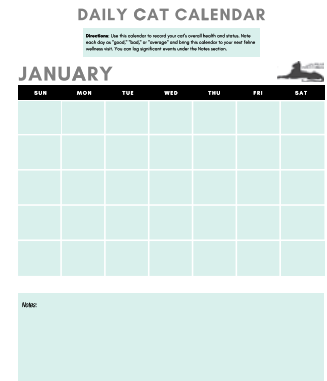 DAILY CAT CALENDAR
Directions: Use this calendar to record your cat's overall health and status. Note
each day as "good," "bad," or "average" and bring this calendar to your next feline
wellness visit. You can log significant events under the Notes section.
JANUARY
SUN MON TUE WED THU FRI SAT
Notes: